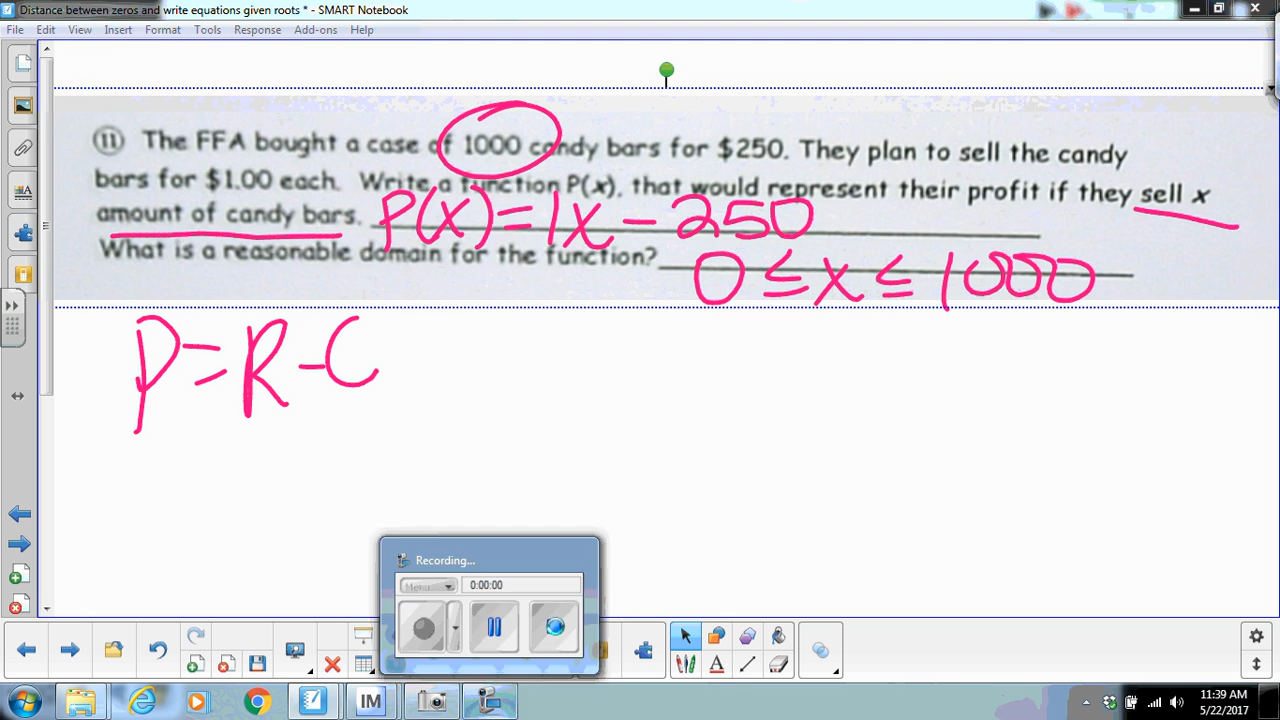 Distance between zeros and write equations given roots * - SMART Notebook
File Edit View Insert Format Tools Response Add-ons Help
⑪ The FFA bought a case of 1000 candy bars for $250. They plan to sell the candy
bars for $1.00 each. Write a function P(x), that would represent their profit if they sell x
amount of candy bars. P(x)=1x-250
What is a reasonable domain for the function? 0≤x≤1000
P=R-C
Recording...
Menu 0:00:00
A
IM
11:39 AM
5/22/2017